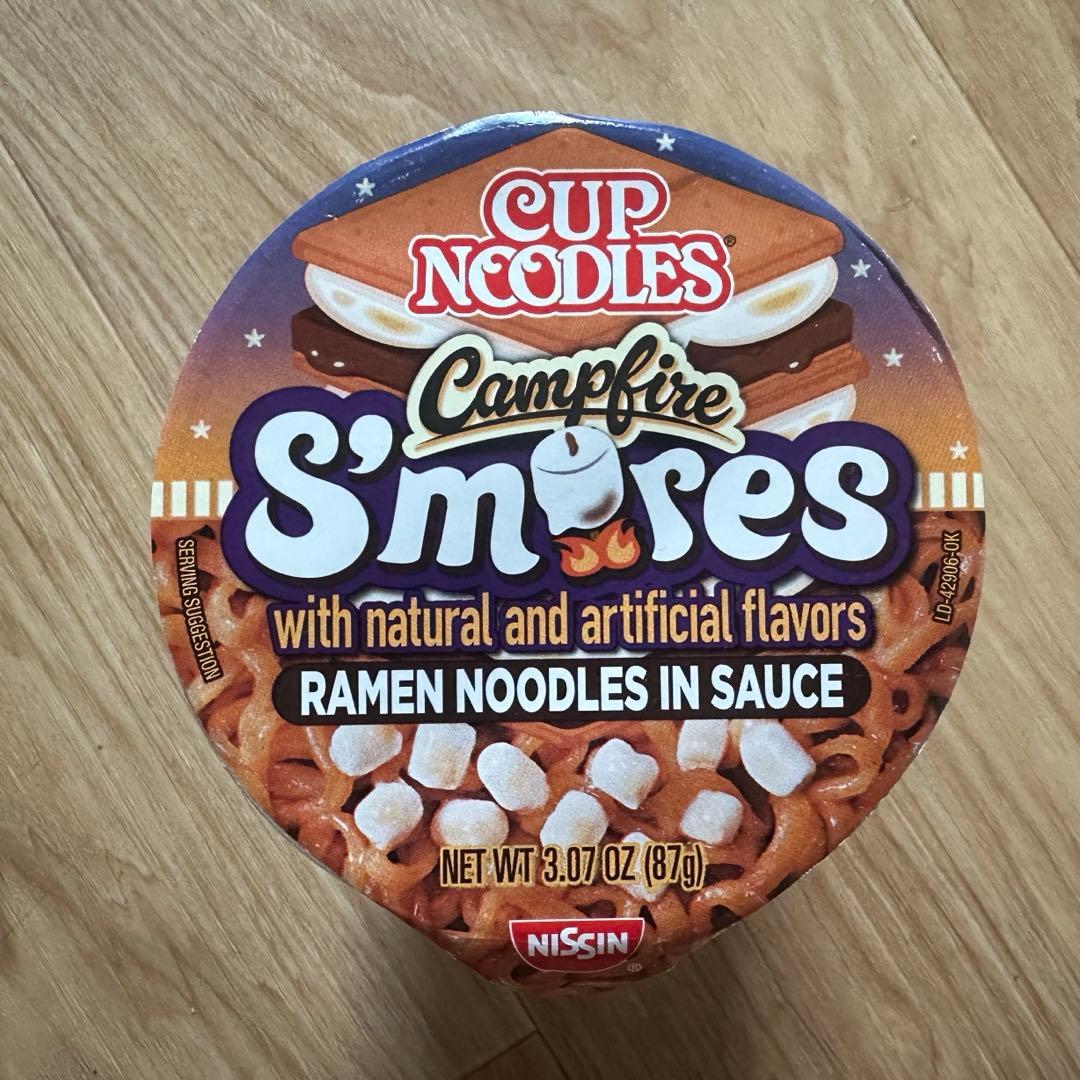 CUP
NOODLES®
Campfire
S'mores
with natural and artificial flavors
RAMEN NOODLES IN SAUCE
SERVING SUGGESTION
LD-42906-OK
NET WT 3.07 OZ (87g)
NISSIN®